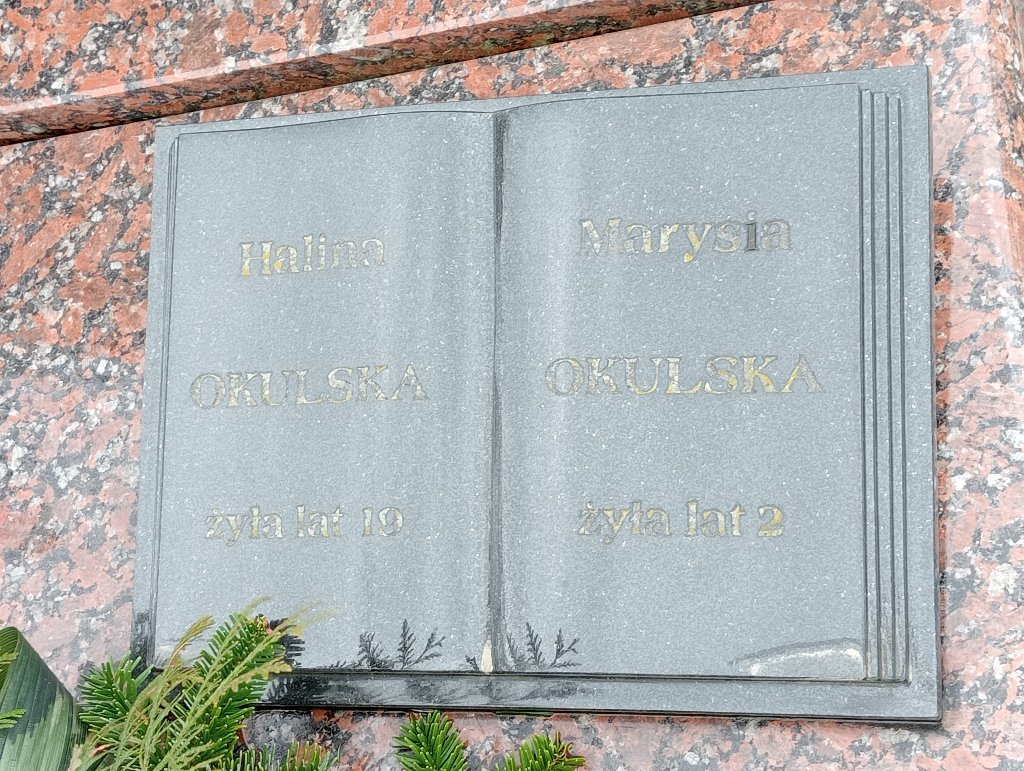 Halina
OKULSKA
żyła lat 19
Marysia
OKULSKA
żyła lat 2